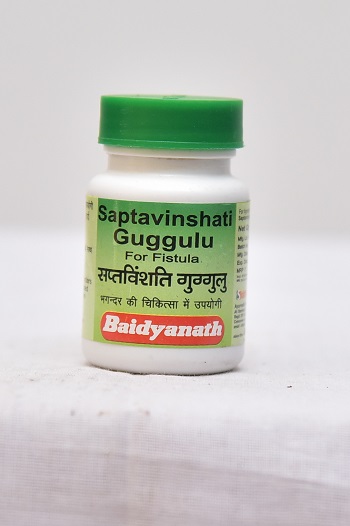 Saptavinshati
Guggulu
For Fistula
सप्तविंशति गुग्गुलु
भगन्दर की चिकित्सा में उपयोगी
Baidyanath